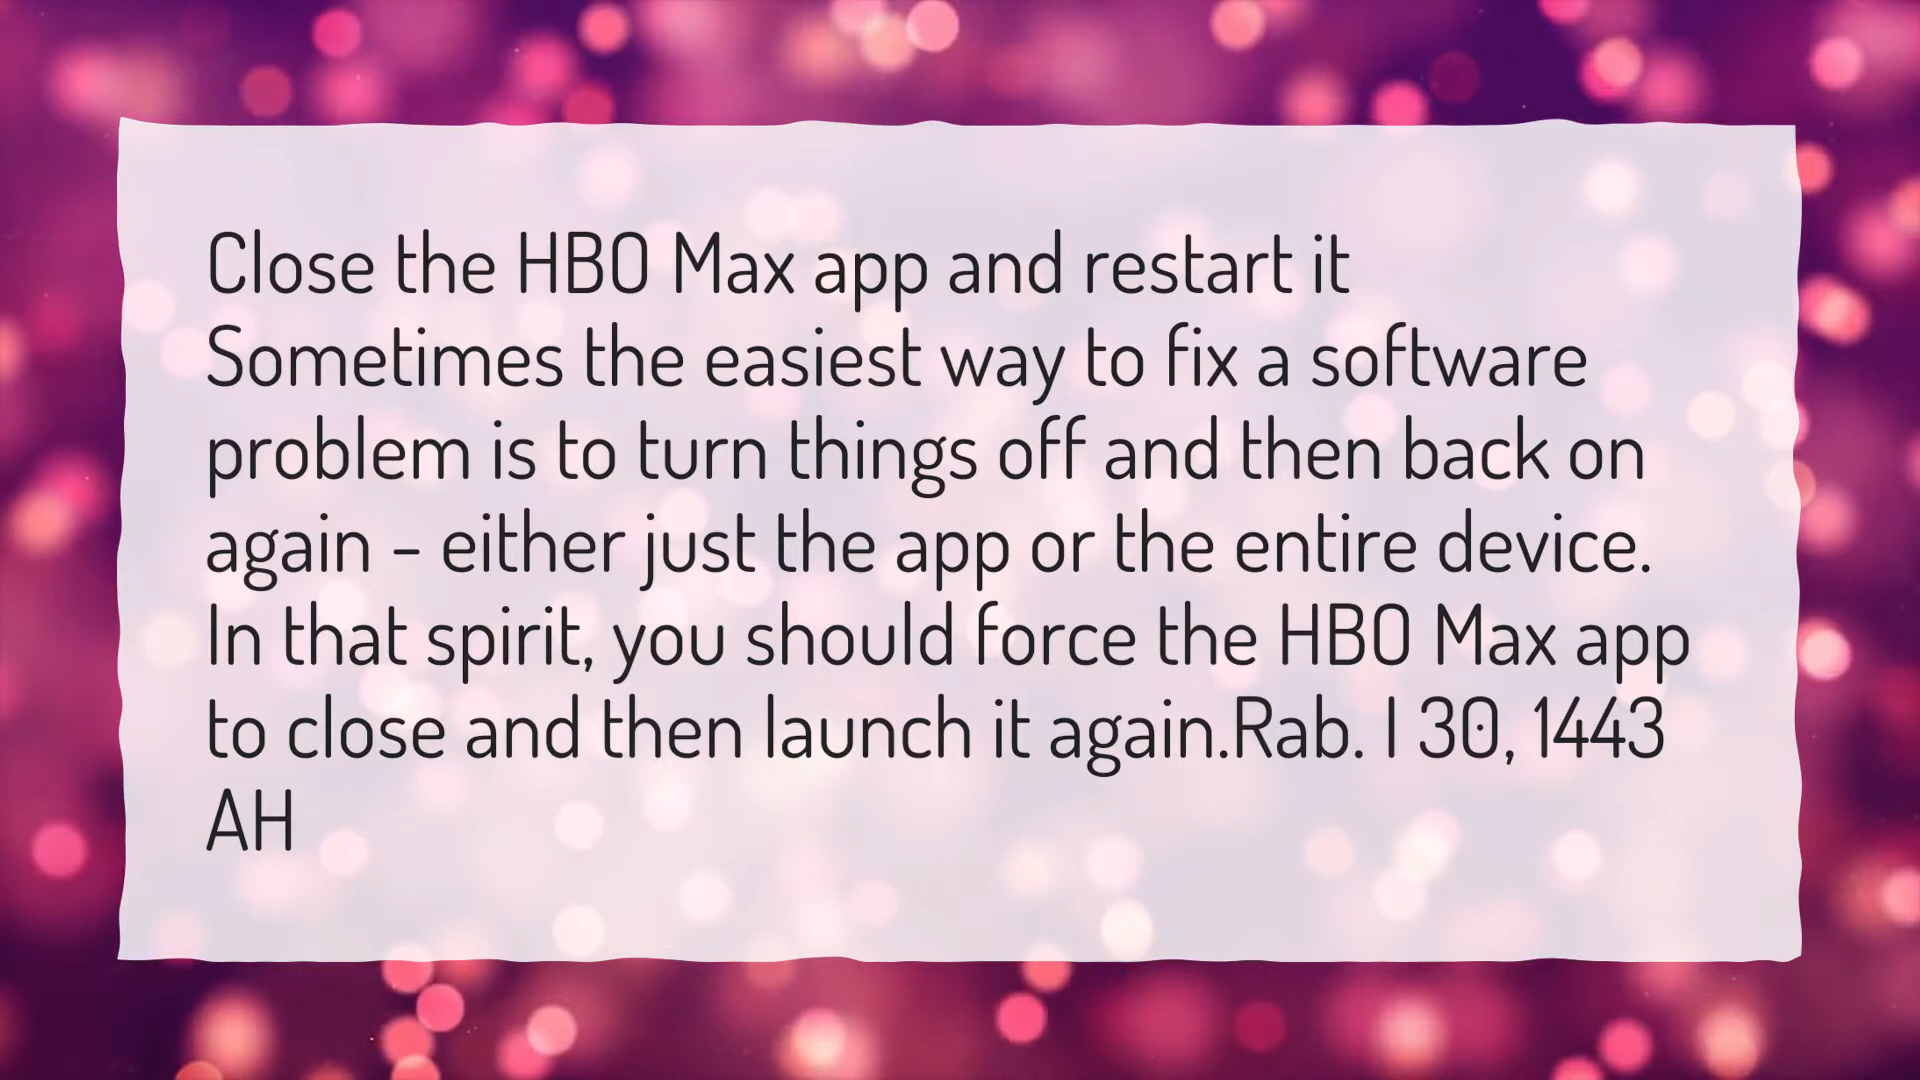 Close the HBO Max app and restart it
Sometimes the easiest way to fix a software
problem is to turn things off and then back on
again - either just the app or the entire device.
In that spirit, you should force the HBO Max app
to close and then launch it again.Rab. I 30, 1443
AH